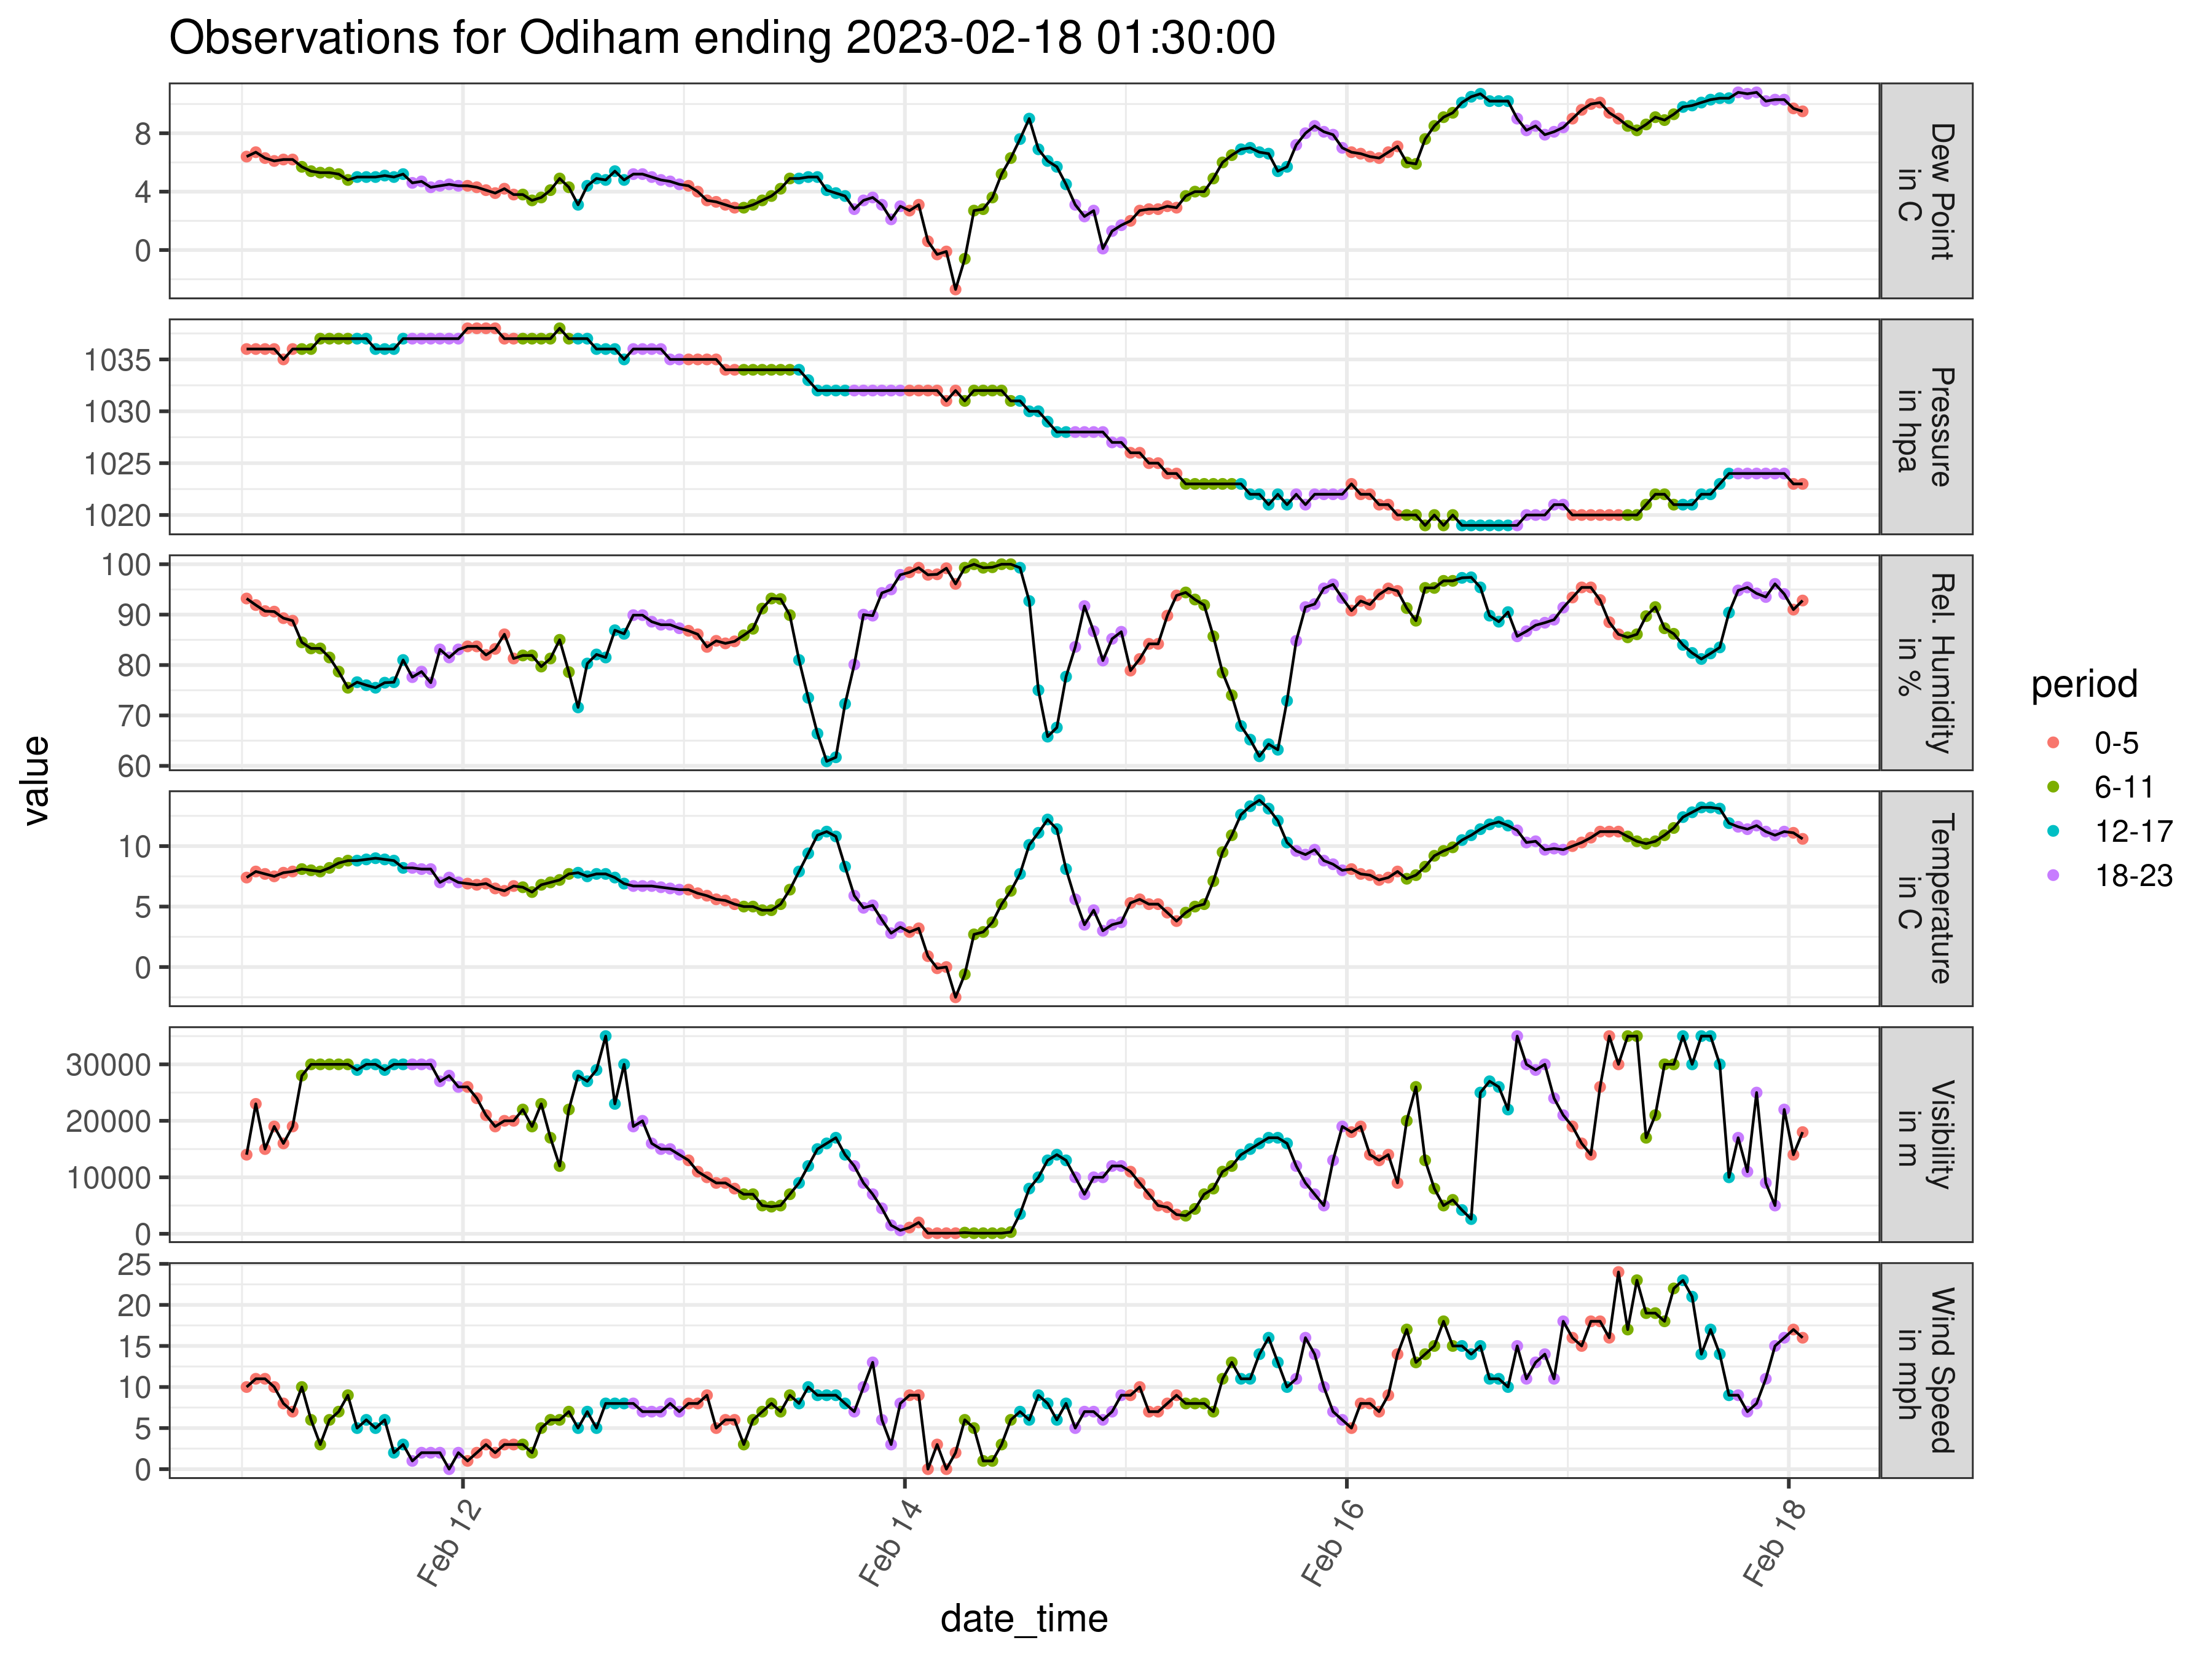 Observations for Odiham ending 2023-02-18 01:30:00
value
8
4
0
Dew Point
in C
1035
1030
1025
1020
Pressure
in hpa
100
90
80
70
60
Rel. Humidity
in %
10
5
0
Temperature
in C
30000
20000
10000
0
Visibility
in m
25
20
15
10
5
0
Wind Speed
in mph
Feb 12
Feb 14
Feb 16
Feb 18
date_time
period
0-5
6-11
12-17
18-23